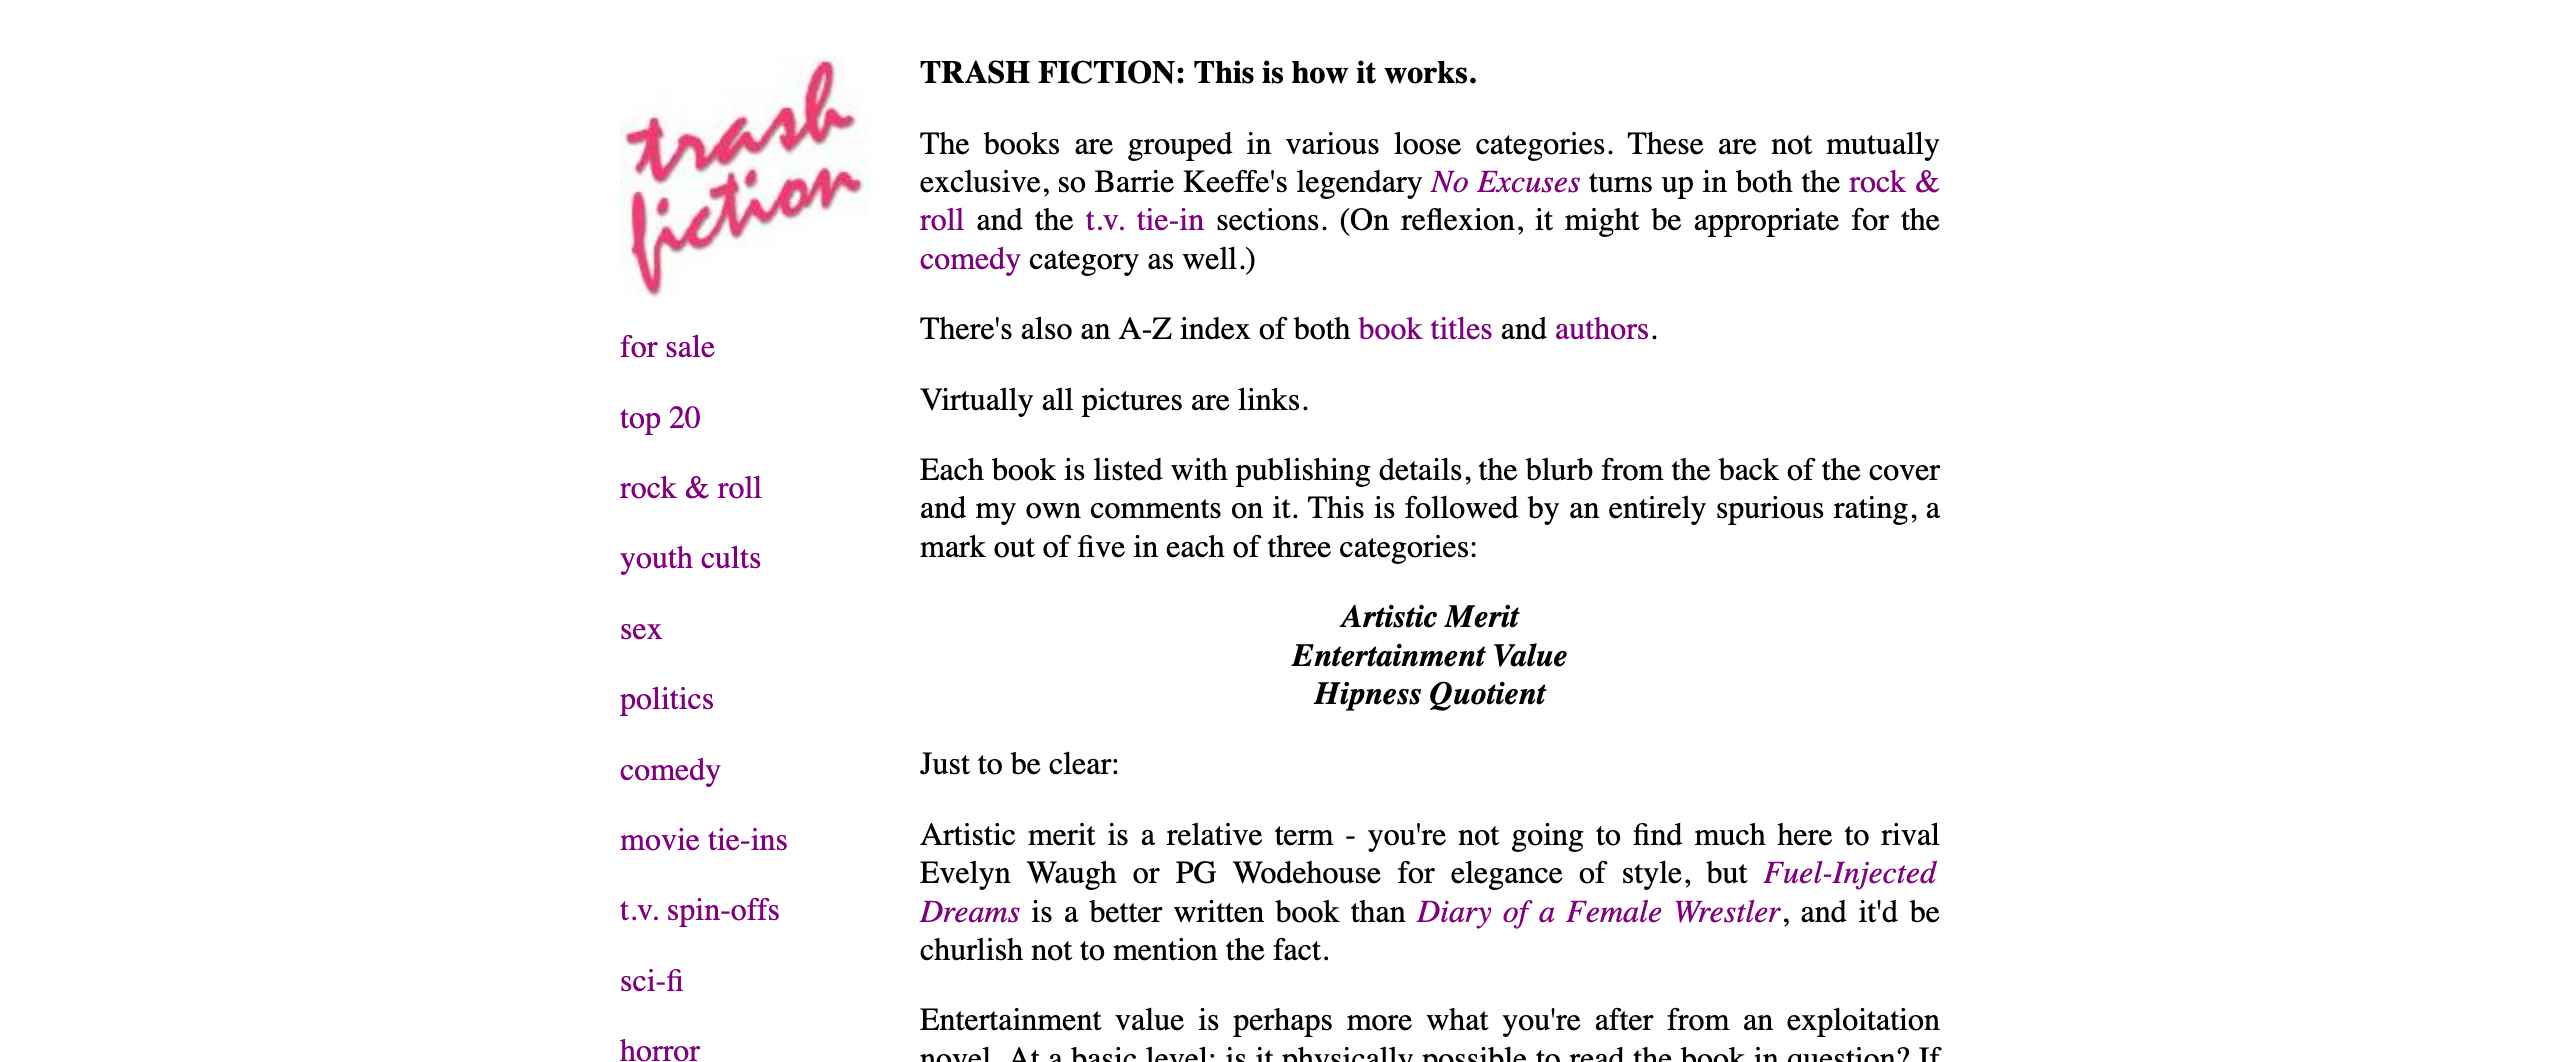 trash
fiction
for sale
top 20
rock & roll
youth cults
sex
politics
comedy
movie tie-ins
t.v. spin-offs
sci-fi
horror
TRASH FICTION: This is how it works.
The books are grouped in various loose categories. These are not mutually
exclusive, so Barrie Keeffe's legendary No Excuses turns up in both the rock &
roll and the t.v. tie-in sections. (On reflexion, it might be appropriate for the
comedy category as well.)
There's also an A-Z index of both book titles and authors.
Virtually all pictures are links.
Each book is listed with publishing details, the blurb from the back of the cover
and my own comments on it. This is followed by an entirely spurious rating, a
mark out of five in each of three categories:
Artistic Merit
Entertainment Value
Hipness Quotient
Just to be clear:
Artistic merit is a relative term - you're not going to find much here to rival
Evelyn Waugh or PG Wodehouse for elegance of style, but Fuel-Injected
Dreams is a better written book than Diary of a Female Wrestler, and it'd be
churlish not to mention the fact.
Entertainment value is perhaps more what you're after from an exploitation
novel. At a basic level: is it physically possible to read the book in question? If